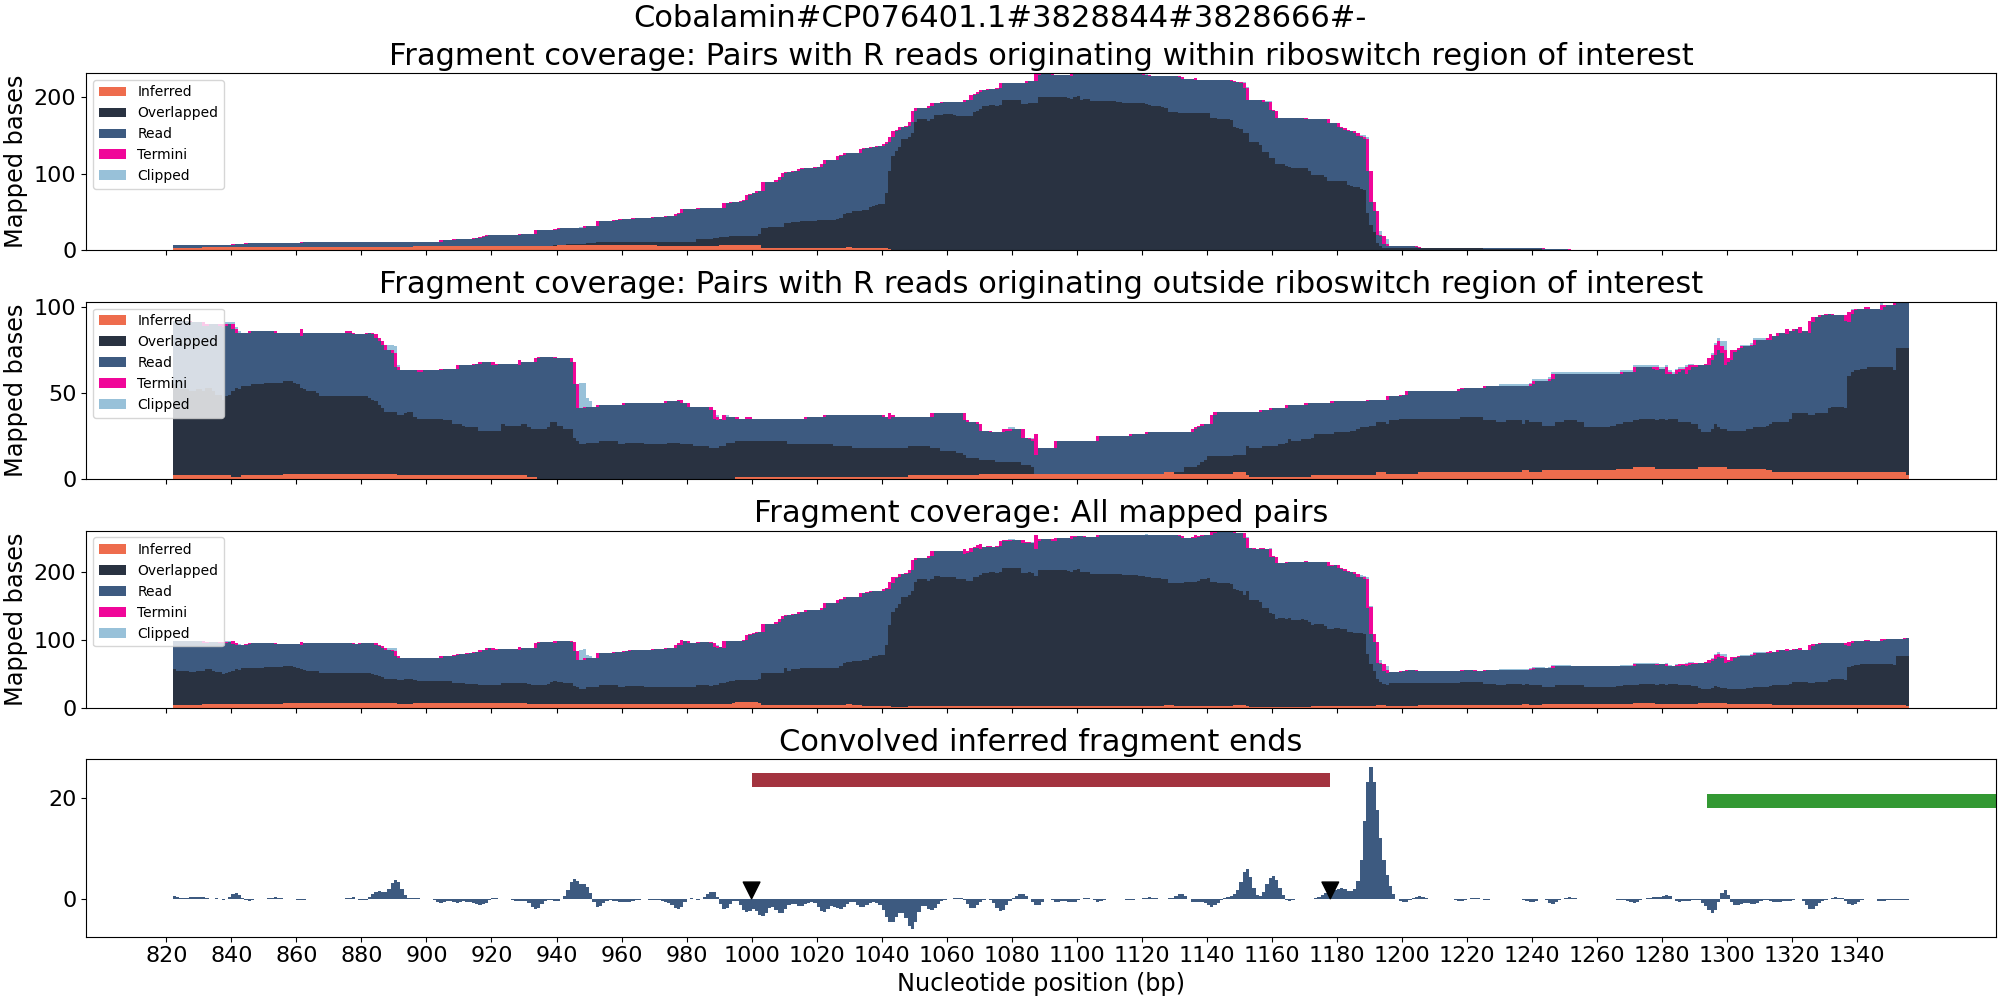 Cobalamin#CP076401.1#3828844#3828666#-
Fragment coverage: Pairs with R reads originating within riboswitch region of interest
Mapped bases
200
100
0
Inferred
Overlapped
Read
Termini
Clipped
Fragment coverage: Pairs with R reads originating outside riboswitch region of interest
Mapped bases
100
50
0
Inferred
Overlapped
Read
Termini
Clipped
Fragment coverage: All mapped pairs
Mapped bases
200
100
0
Inferred
Overlapped
Read
Termini
Clipped
Convolved inferred fragment ends
20
0
820 840 860 880 900 920 940 960 980 1000 1020 1040 1060 1080 1100 1120 1140 1160 1180 1200 1220 1240 1260 1280 1300 1320 1340
Nucleotide position (bp)